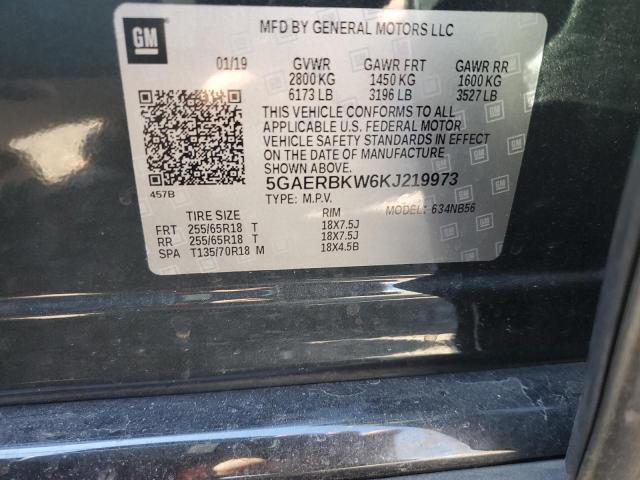 GM
MFD BY GENERAL MOTORS LLC
01/19 GVWR GAWR FRT GAWR RR
2800 KG 1450 KG 1600 KG
6173 LB 3196 LB 3527 LB
THIS VEHICLE CONFORMS TO ALL
APPLICABLE U.S. FEDERAL MOTOR
VEHICLE SAFETY STANDARDS IN EFFECT
ON THE DATE OF MANUFACTURE
SHOWN ABOVE.
457B
5GAERBKW6KJ219973
TYPE: M.P.V. MODEL: 634NB56
TIRE SIZE RIM
FRT 255/65R18 T 18X7.5J
RR 255/65R18 T 18X7.5J
SPA T135/70R18 M 18X4.5B